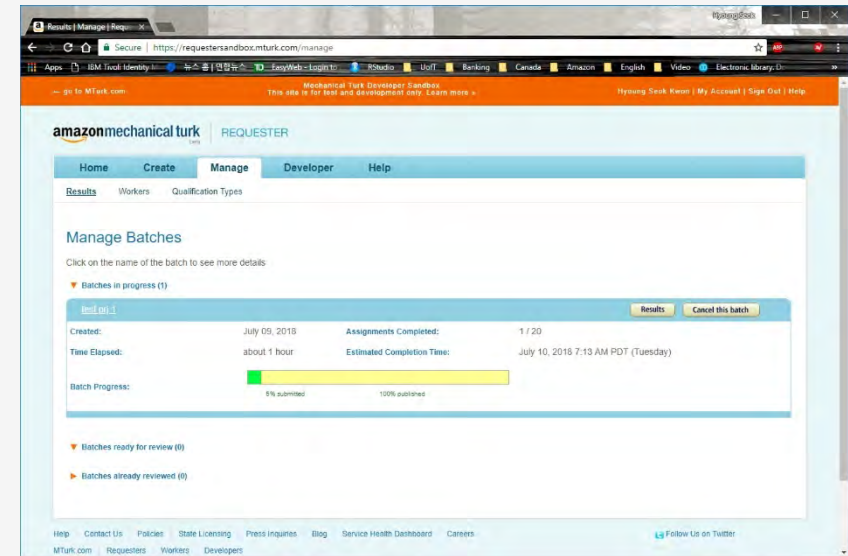 Results | Manage | Requ
Secure | https://requestersandbox.mturk.com/manage
Apps IBM Tivoli Identity 뉴스 홈 | 연합뉴스 EasyWeb - Login to RStudio UofT Banking Canada Amazon English Video Electronic library. D
Mechanical Turk Developer Sandbox
← go to MTurk.com This site is for test and development only. Learn more » Hyoung Seok Kwon | My Account | Sign Out | Help
amazonmechanical turk REQUESTER
beta
Home Create Manage Developer Help
Results Workers Qualification Types
Manage Batches
Click on the name of the batch to see more details
Batches in progress (1)
Results Cancel this batch
Created: July 09, 2018 Assignments Completed: 1 / 20
Time Elapsed: about 1 hour Estimated Completion Time: July 10, 2018 7:13 AM PDT (Tuesday)
Batch Progress:
5% submitted 100% published
Batches ready for review (0)
Batches already reviewed (0)
Help Contact Us Policies State Licensing Press Inquiries Blog Service Health Dashboard Careers Follow Us on Twitter
MTurk.com Requesters Workers Developers